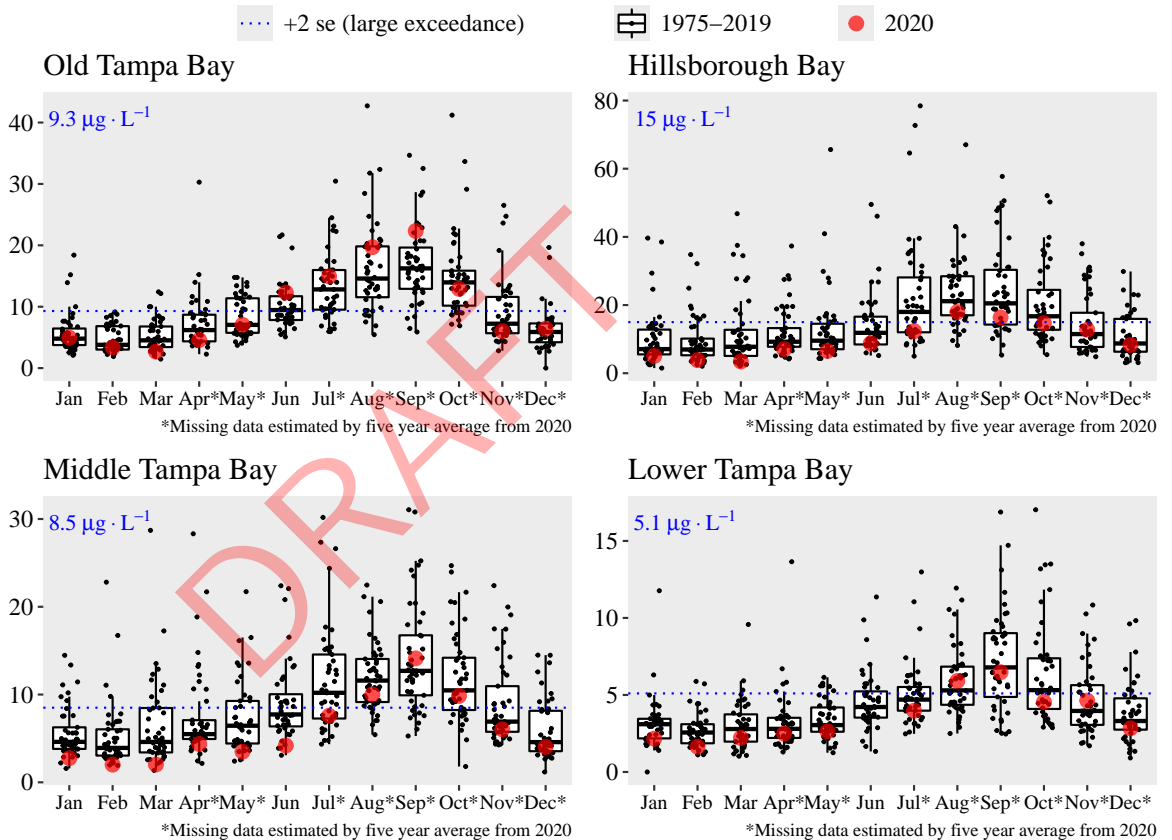 +2 se (large exceedance) 1975–2019 2020
Old Tampa Bay
9.3 μg · L⁻¹
40
30
20
10
0
Jan Feb Mar Apr* May* Jun Jul* Aug* Sep* Oct* Nov* Dec*
*Missing data estimated by five year average from 2020
Hillsborough Bay
15 μg · L⁻¹
80
60
40
20
0
Jan Feb Mar Apr* May* Jun Jul* Aug* Sep* Oct* Nov* Dec*
*Missing data estimated by five year average from 2020
Middle Tampa Bay
8.5 μg · L⁻¹
30
20
10
0
Jan Feb Mar Apr* May* Jun Jul* Aug* Sep* Oct* Nov* Dec*
*Missing data estimated by five year average from 2020
Lower Tampa Bay
5.1 μg · L⁻¹
15
10
5
0
Jan Feb Mar Apr* May* Jun Jul* Aug* Sep* Oct* Nov* Dec*
*Missing data estimated by five year average from 2020
DRAFT